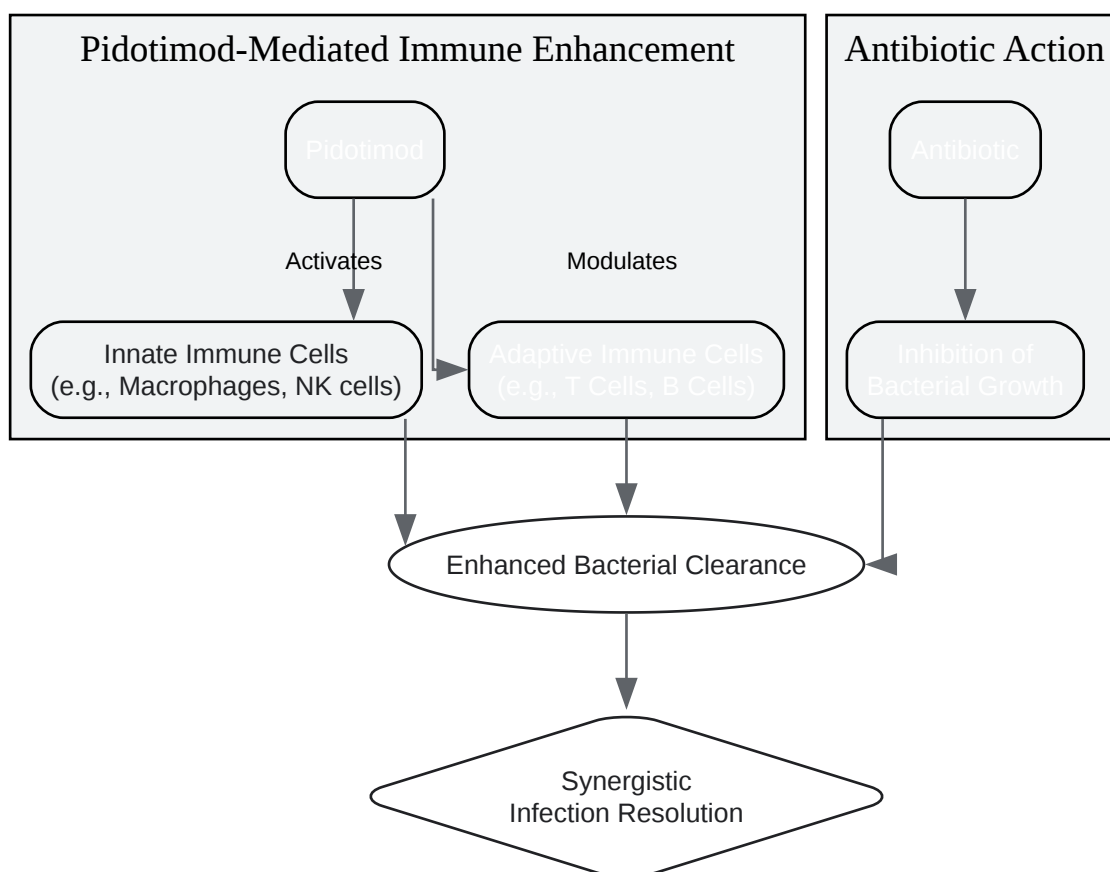 Pidotimod-Mediated Immune Enhancement
Antibiotic Action
Pidotimod
Antibiotic
Activates
Modulates
Innate Immune Cells
(e.g., Macrophages, NK cells)
Adaptive Immune Cells
(e.g., T Cells, B Cells)
Inhibition of
Bacterial Growth
Enhanced Bacterial Clearance
Synergistic
Infection Resolution